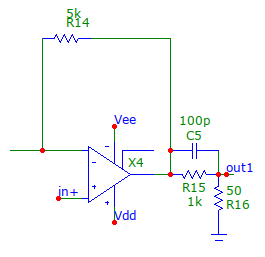 5k
R14
Vee
100p
C5
-
-
X4
out1
+
in+
+
R15
1k
50
R16
Vdd